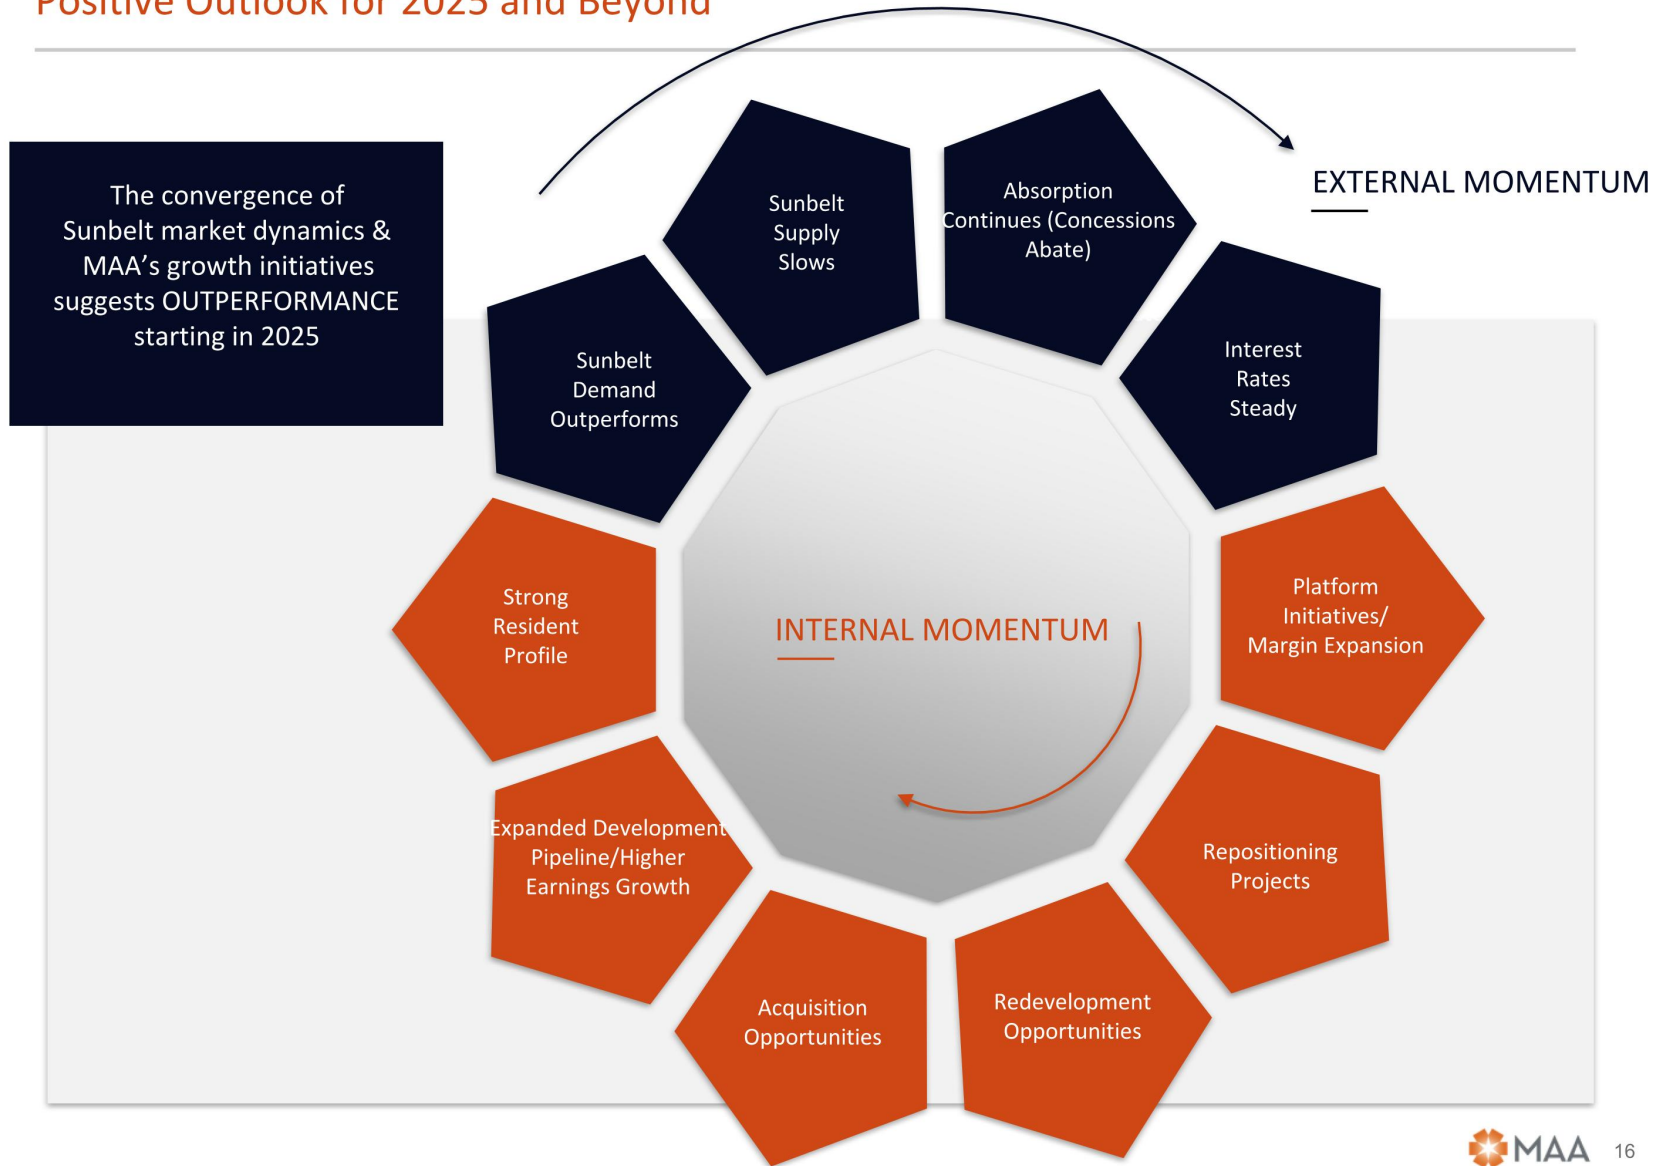 Positive Outlook for 2025 and Beyond
The convergence of
Sunbelt market dynamics &
MAA’s growth initiatives
suggests OUTPERFORMANCE
starting in 2025
EXTERNAL MOMENTUM
Sunbelt
Demand
Outperforms
Sunbelt
Supply
Slows
Absorption
Continues (Concessions
Abate)
Interest
Rates
Steady
INTERNAL MOMENTUM
Platform
Initiatives/
Margin Expansion
Repositioning
Projects
Redevelopment
Opportunities
Acquisition
Opportunities
Expanded Development
Pipeline/Higher
Earnings Growth
Strong
Resident
Profile
MAA 16